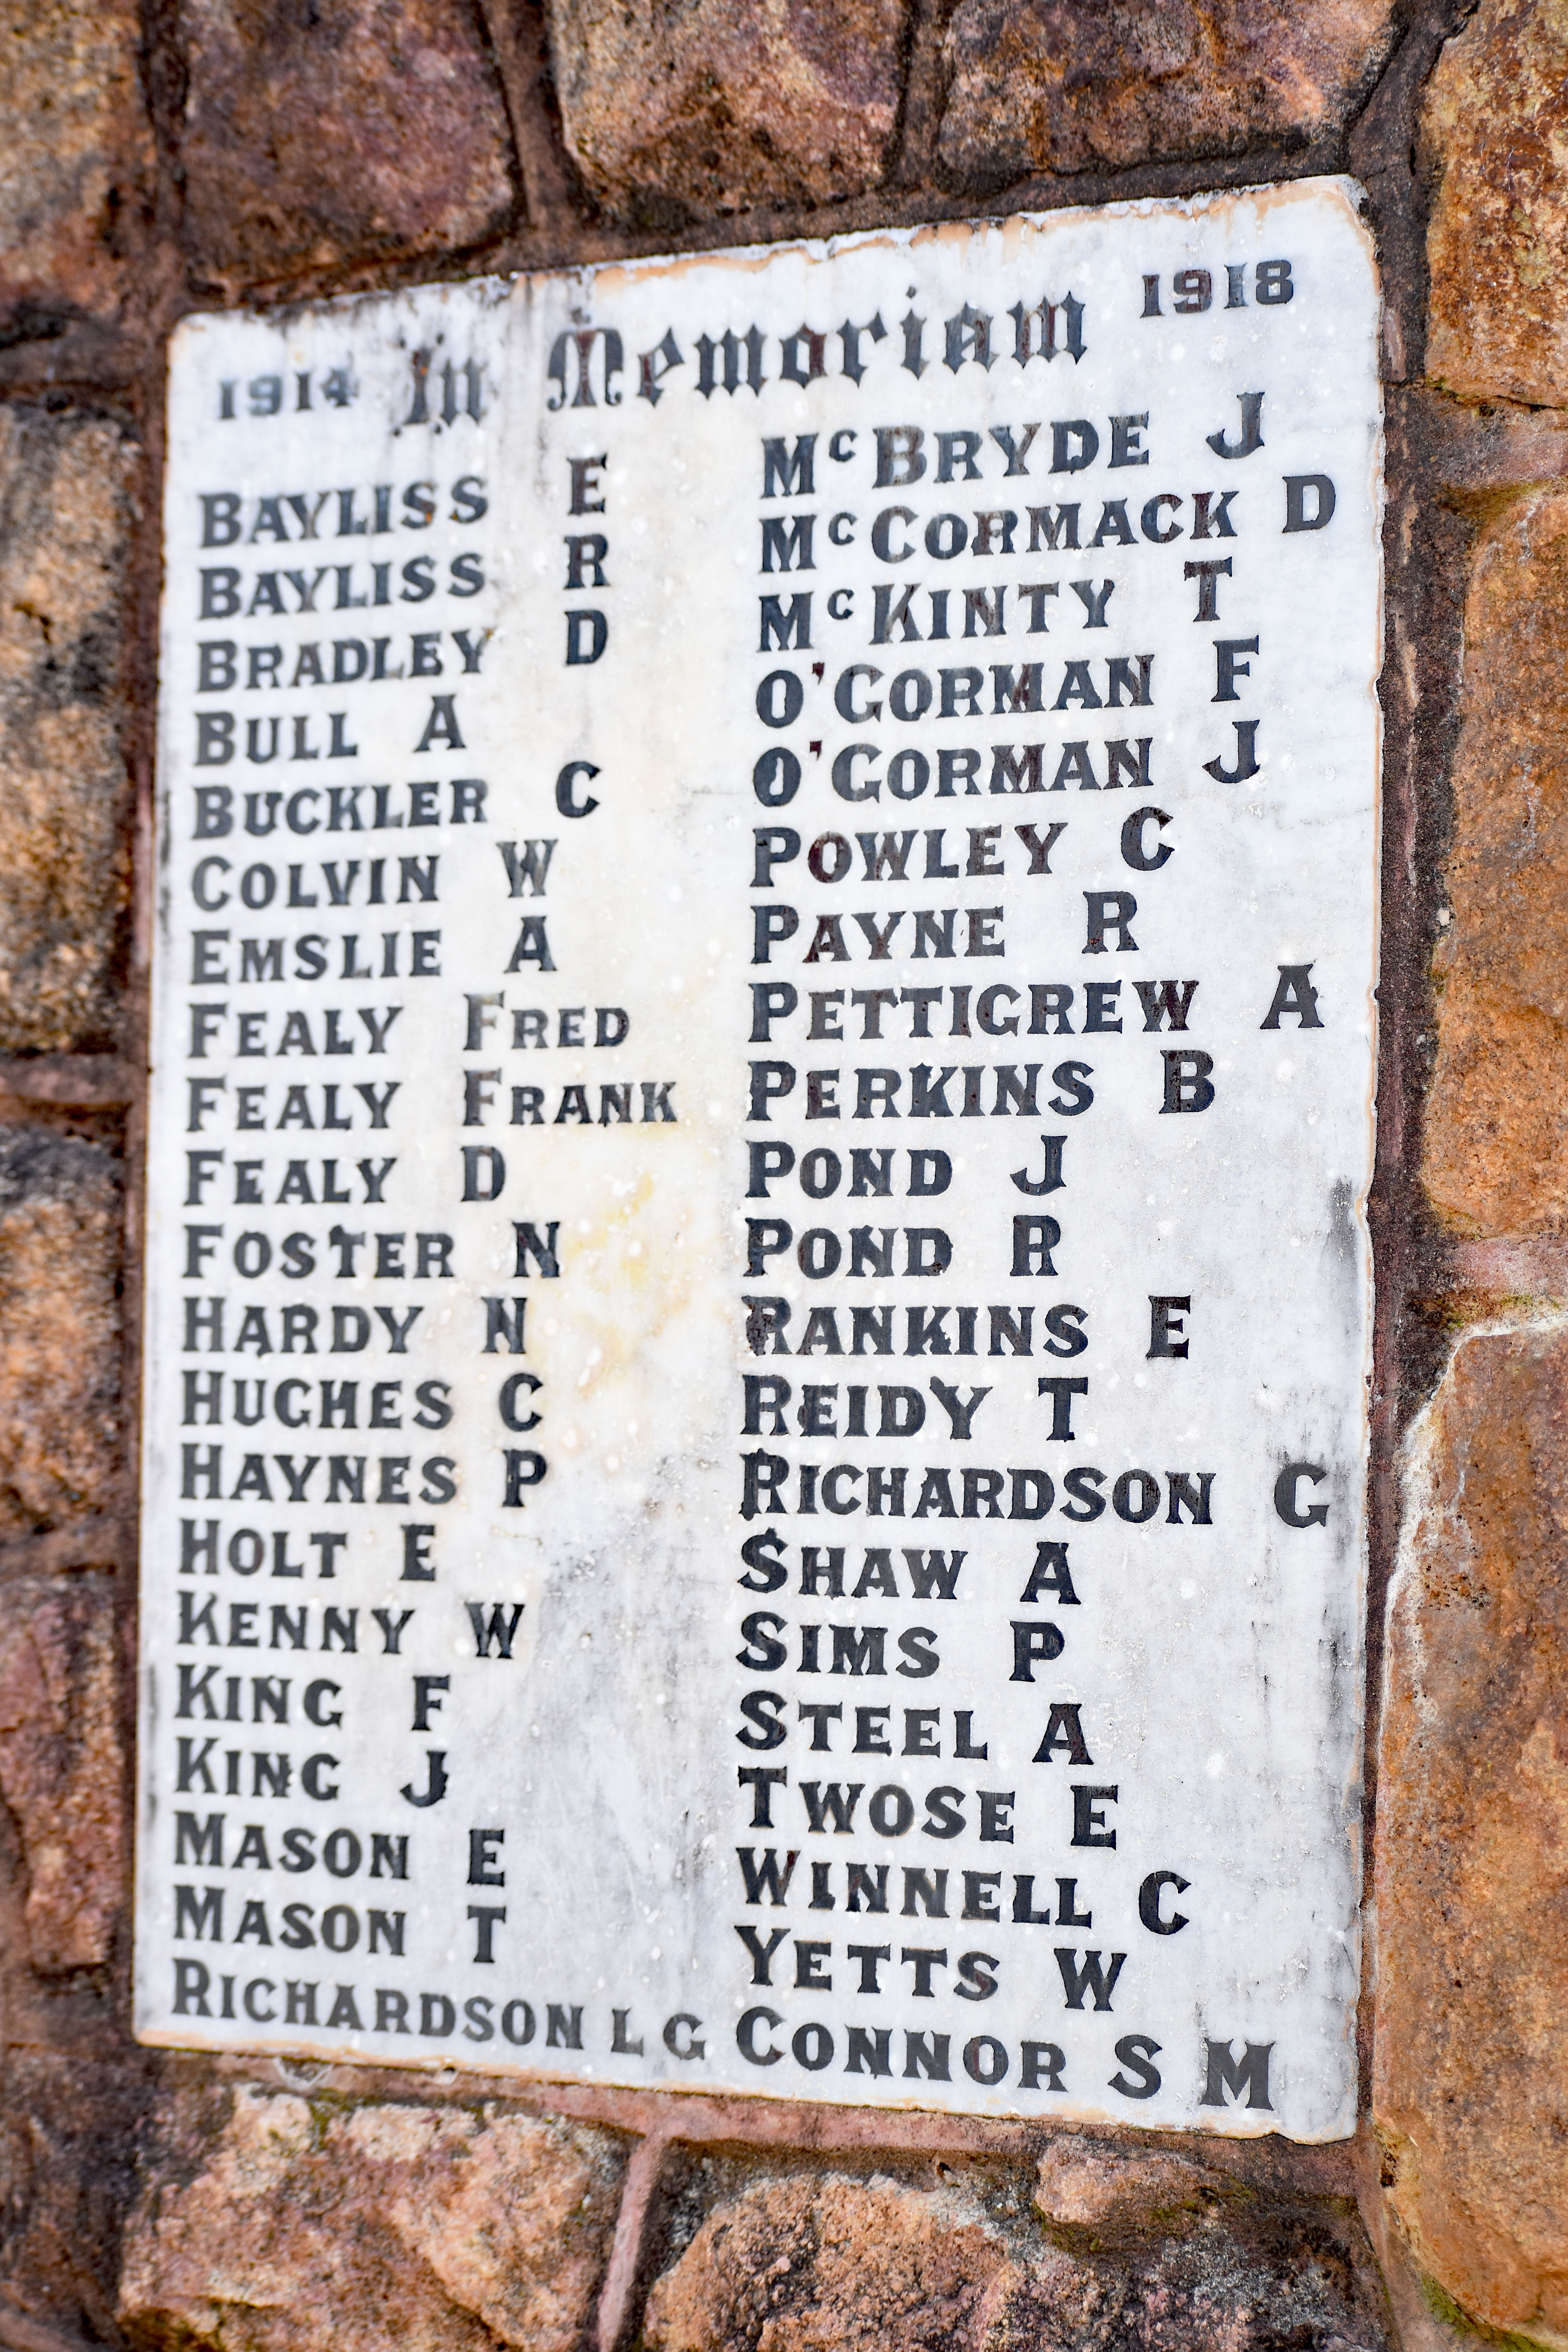 1914 In Memoriam 1918
BAYLISS E
BAYLISS R
BRADLEY D
BULL A
BUCKLER C
COLVIN W
EMSLIE A
FEALY FRED
FEALY FRANK
FEALY D
FOSTER N
HARDY N
HUGHES C
HAYNES P
HOLT E
KENNY W
KING F
KING J
MASON E
MASON T
RICHARDSON L G
McBRYDE J
McCORMACK D
McKINTY T
O'GORMAN F
O'GORMAN J
POWLEY C
PAYNE R
PETTIGREW A
PERKINS B
POND J
POND R
RANKINS E
REIDY T
RICHARDSON G
SHAW A
SIMS P
STEEL A
TWOSE E
WINNELL C
YETTS W
CONNOR S M